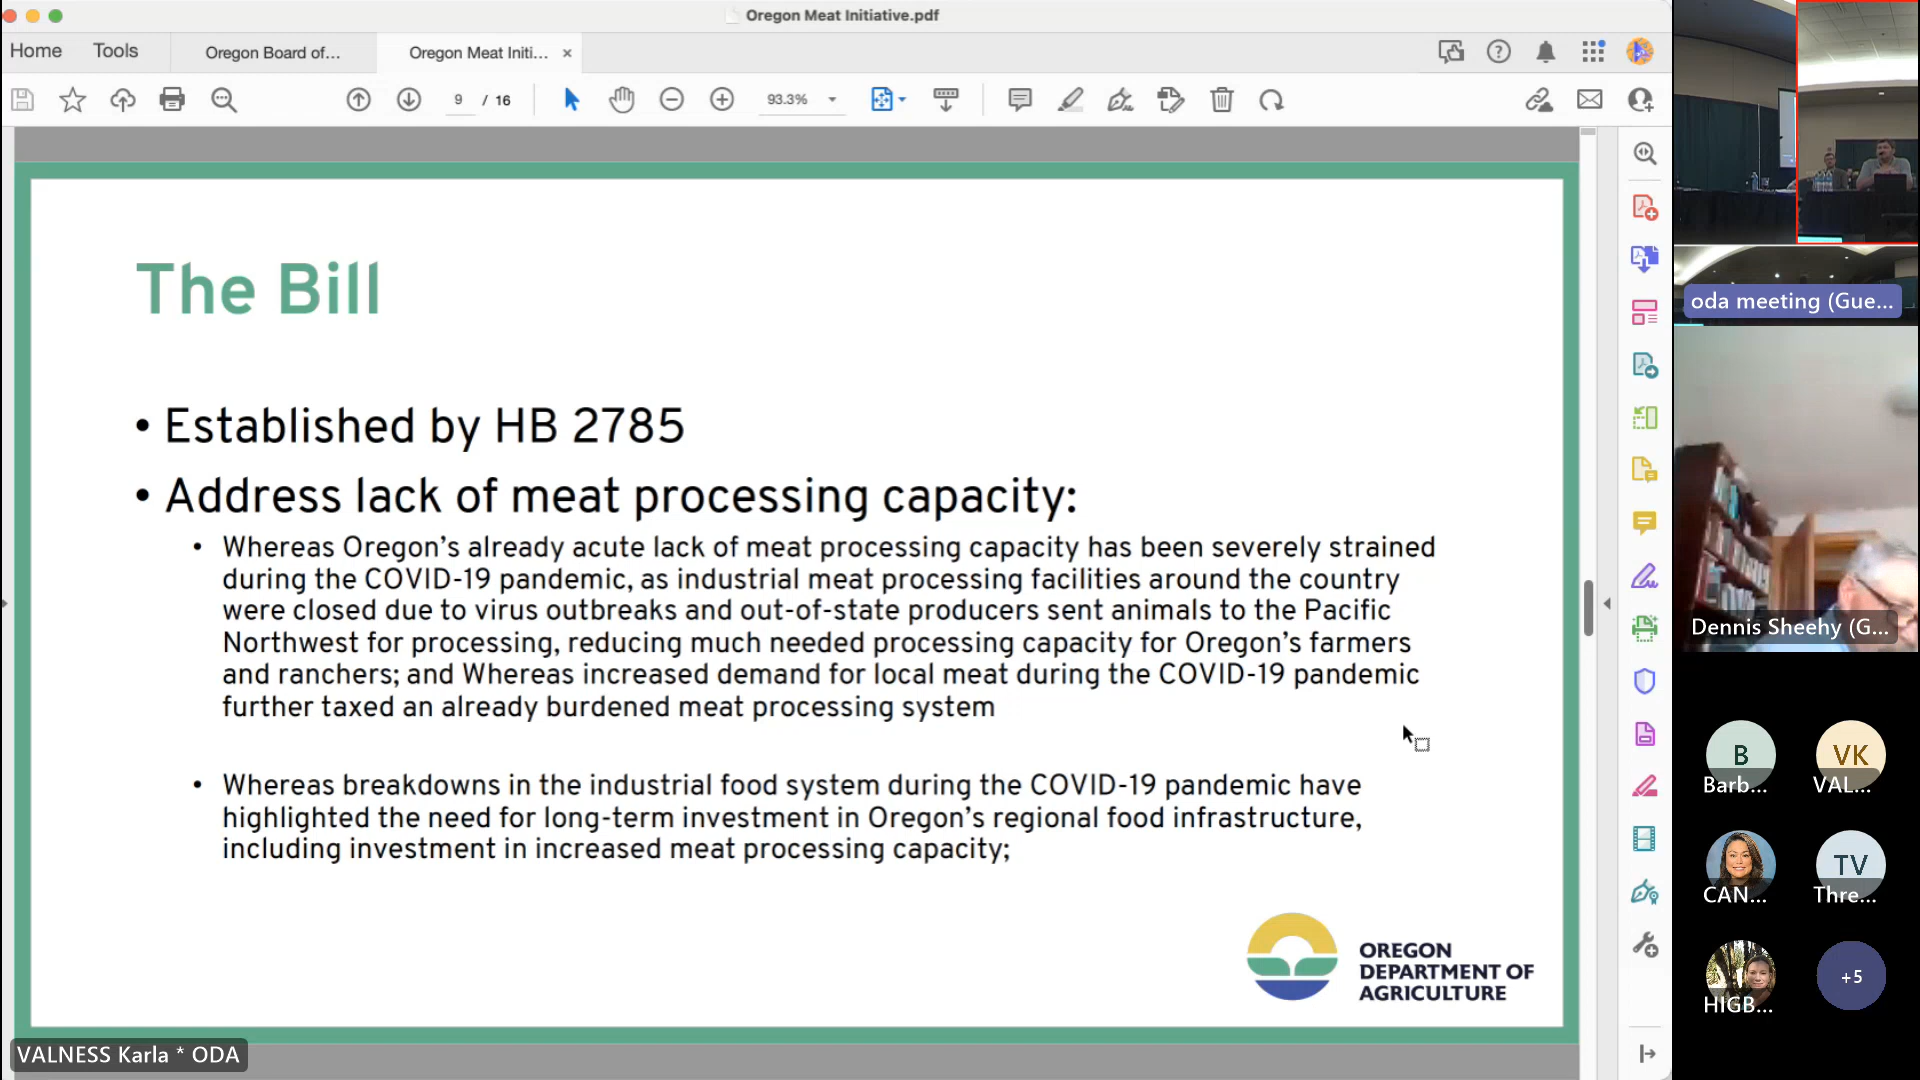 Oregon Meat Initiative.pdf
Home
Tools
Oregon Board of...
Oregon Meat Initi...
9 / 16
93.3%
The Bill
• Established by HB 2785
• Address lack of meat processing capacity:
• Whereas Oregon's already acute lack of meat processing capacity has been severely strained
during the COVID-19 pandemic, as industrial meat processing facilities around the country
were closed due to virus outbreaks and out-of-state producers sent animals to the Pacific
Northwest for processing, reducing much needed processing capacity for Oregon's farmers
and ranchers; and Whereas increased demand for local meat during the COVID-19 pandemic
further taxed an already burdened meat processing system
• Whereas breakdowns in the industrial food system during the COVID-19 pandemic have
highlighted the need for long-term investment in Oregon's regional food infrastructure,
including investment in increased meat processing capacity;
OREGON
DEPARTMENT OF
AGRICULTURE
VALNESS Karla * ODA
oda meeting (Gue...
Dennis Sheehy (G...
B
Barb...
VK
VAL...
CAN...
TV
Thre...
HIGB...
+5